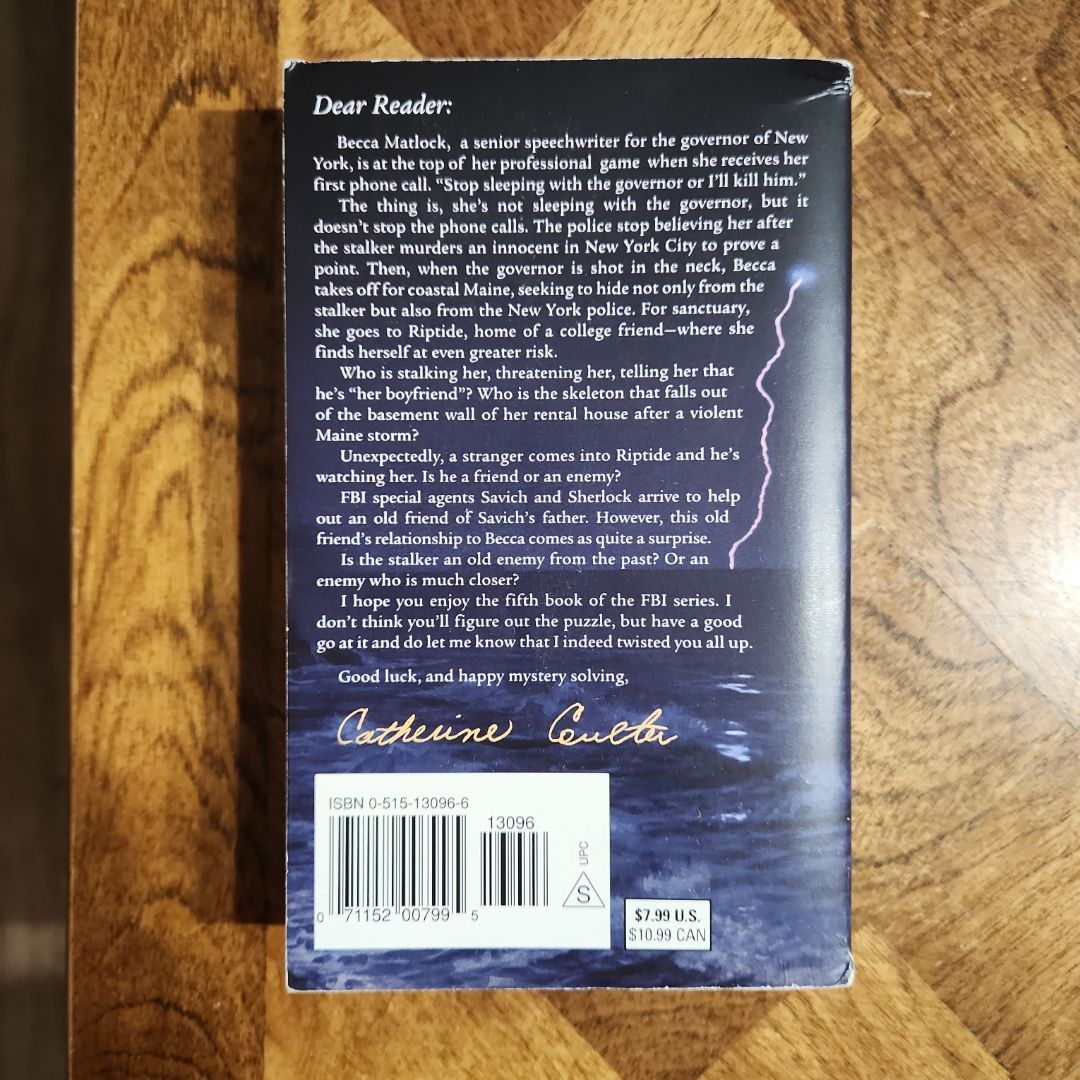 Dear Reader:
Becca Matlock, a senior speechwriter for the governor of New
York, is at the top of her professional game when she receives her
first phone call. “Stop sleeping with the governor or I’ll kill him.”
The thing is, she’s not sleeping with the governor, but it
doesn’t stop the phone calls. The police stop believing her after
the stalker murders an innocent in New York City to prove a
point. Then, when the governor is shot in the neck, Becca
takes off for coastal Maine, seeking to hide not only from the
stalker but also from the New York police. For sanctuary,
she goes to Riptide, home of a college friend—where she
finds herself at even greater risk.
Who is stalking her, threatening her, telling her that
he’s “her boyfriend”? Who is the skeleton that falls out
of the basement wall of her rental house after a violent
Maine storm?
Unexpectedly, a stranger comes into Riptide and he’s
watching her. Is he a friend or an enemy?
FBI special agents Savich and Sherlock arrive to help
out an old friend of Savich’s father. However, this old
friend’s relationship to Becca comes as quite a surprise.
Is the stalker an old enemy from the past? Or an
enemy who is much closer?
I hope you enjoy the fifth book of the FBI series. I
don’t think you’ll figure out the puzzle, but have a good
go at it and do let me know that I indeed twisted you all up.
Good luck, and happy mystery solving,
Catherine Coulter
ISBN 0-515-13096-6
13096
UPC
S
0 71152 00799 5
$7.99 U.S.
$10.99 CAN